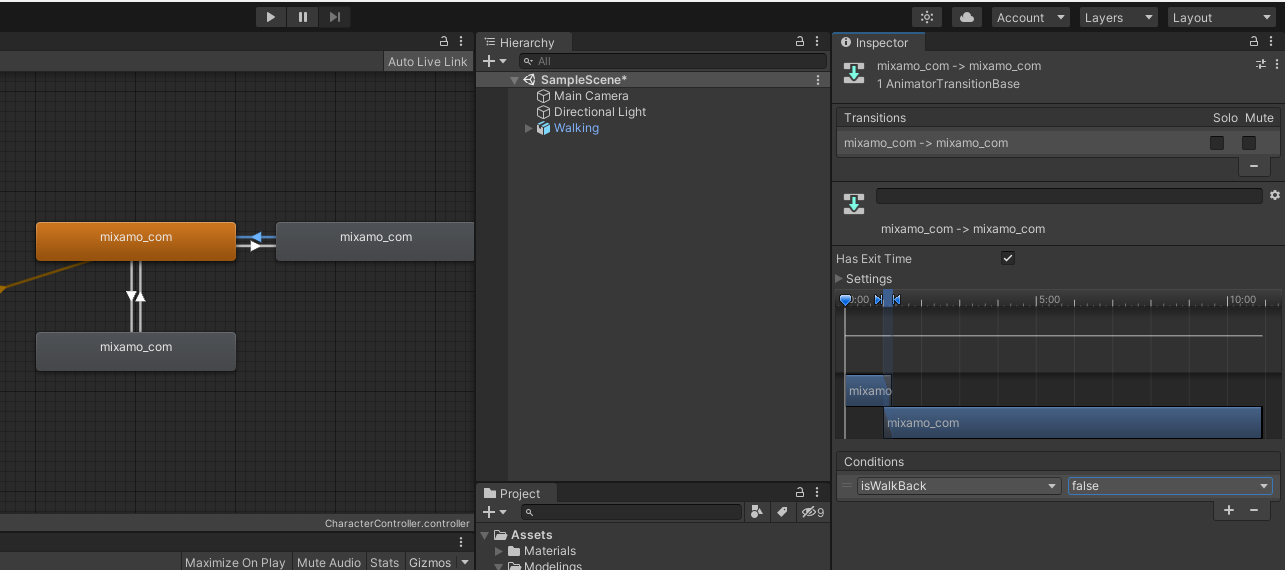 Account
Layers
Layout
Auto Live Link
mixamo_com
mixamo_com
mixamo_com
CharacterController.controller
Maximize On Play
Mute Audio
Stats
Gizmos
Hierarchy
All
SampleScene*
Main Camera
Directional Light
Walking
Project
9
Assets
Materials
Modelings
Inspector
mixamo_com -> mixamo_com
1 AnimatorTransitionBase
Transitions Solo Mute
mixamo_com -> mixamo_com
mixamo_com -> mixamo_com
Has Exit Time
Settings
:00 5:00 10:00
mixamo
mixamo_com
Conditions
isWalkBack false